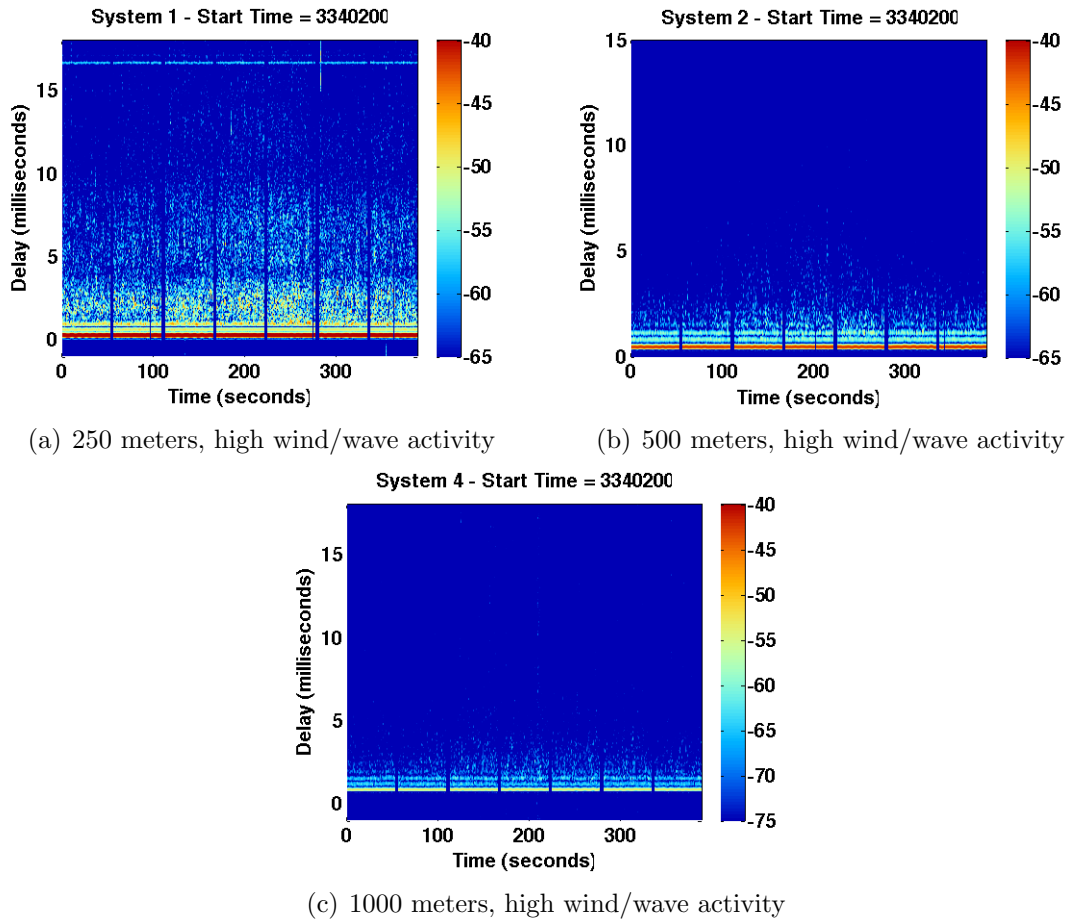 System 1 - Start Time = 3340200
Delay (milliseconds)
15
10
5
0
0 100 200 300
Time (seconds)
-40
-45
-50
-55
-60
-65
(a) 250 meters, high wind/wave activity
System 2 - Start Time = 3340200
Delay (milliseconds)
15
10
5
0
0 100 200 300
Time (seconds)
-40
-45
-50
-55
-60
-65
(b) 500 meters, high wind/wave activity
System 4 - Start Time = 3340200
Delay (milliseconds)
15
10
5
0
0 100 200 300
Time (seconds)
-40
-45
-50
-55
-60
-65
-70
-75
(c) 1000 meters, high wind/wave activity